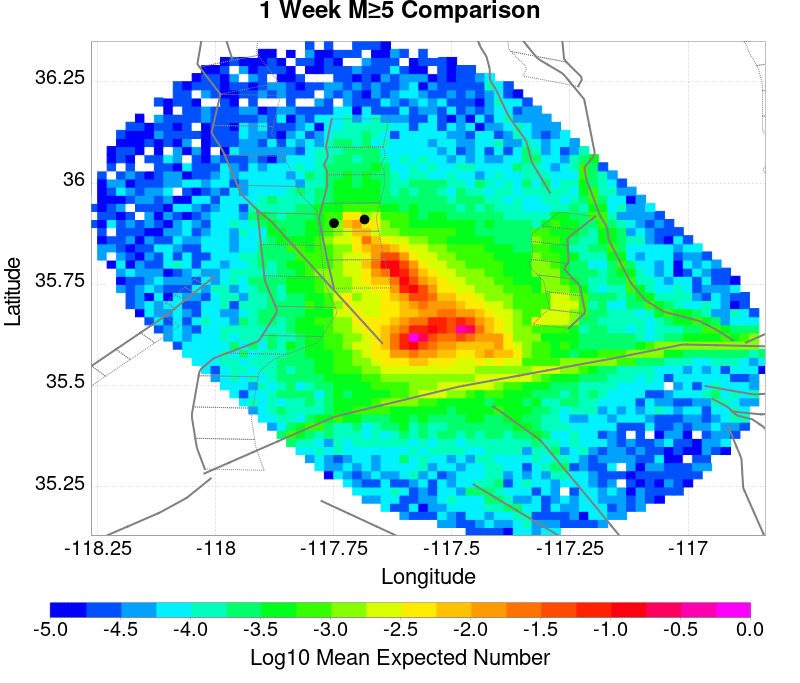 1 Week M≥5 Comparison
36.25
36
35.75
35.5
35.25
Latitude
-118.25 -118 -117.75 -117.5 -117.25 -117
Longitude
-5.0 -4.5 -4.0 -3.5 -3.0 -2.5 -2.0 -1.5 -1.0 -0.5 0.0
Log10 Mean Expected Number